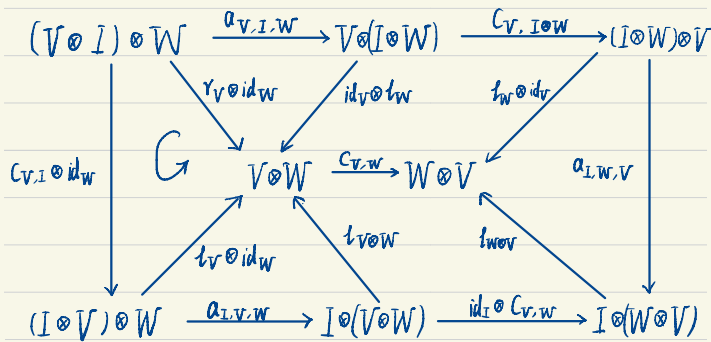 a_{V,I,W} C_{V,I⊗W}
(V⊗I)⊗W V⊗(I⊗W) (I⊗W)⊗V
r_V⊗id_W id_V⊗l_W l_W⊗id_V
C_{V,I}⊗id_W V⊗W C_{V,W} W⊗V a_{I,W,V}
l_V⊗id_W l_{V⊗W} l_{W⊗V}
a_{I,V,W} id_I⊗C_{V,W}
(I⊗V)⊗W I⊗(V⊗W) I⊗(W⊗V)